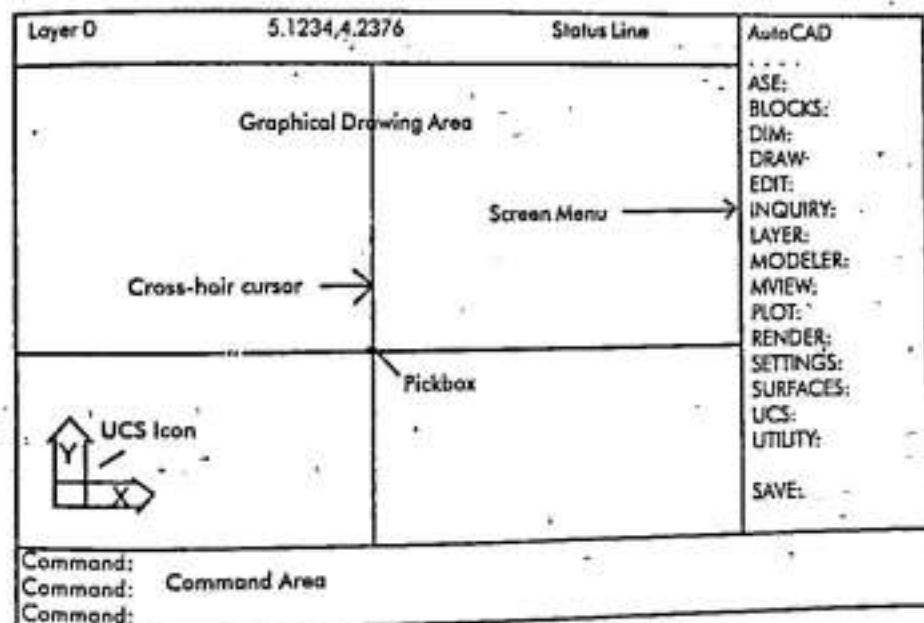 Layer 0 5.1234,4.2376 Status Line
Graphical Drawing Area
Screen Menu
Cross-hair cursor
Pickbox
UCS Icon
Y
X
AutoCAD
....
ASE:
BLOCKS:
DIM:
DRAW:
EDIT:
INQUIRY:
LAYER:
MODELER:
MVIEW:
PLOT:
RENDER:
SETTINGS:
SURFACES:
UCS:
UTILITY:
SAVE:
Command:
Command: Command Area
Command: